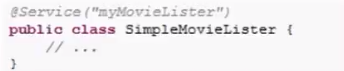 @Service("myMovieLister")
public class SimpleMovieLister {
    // ...
}